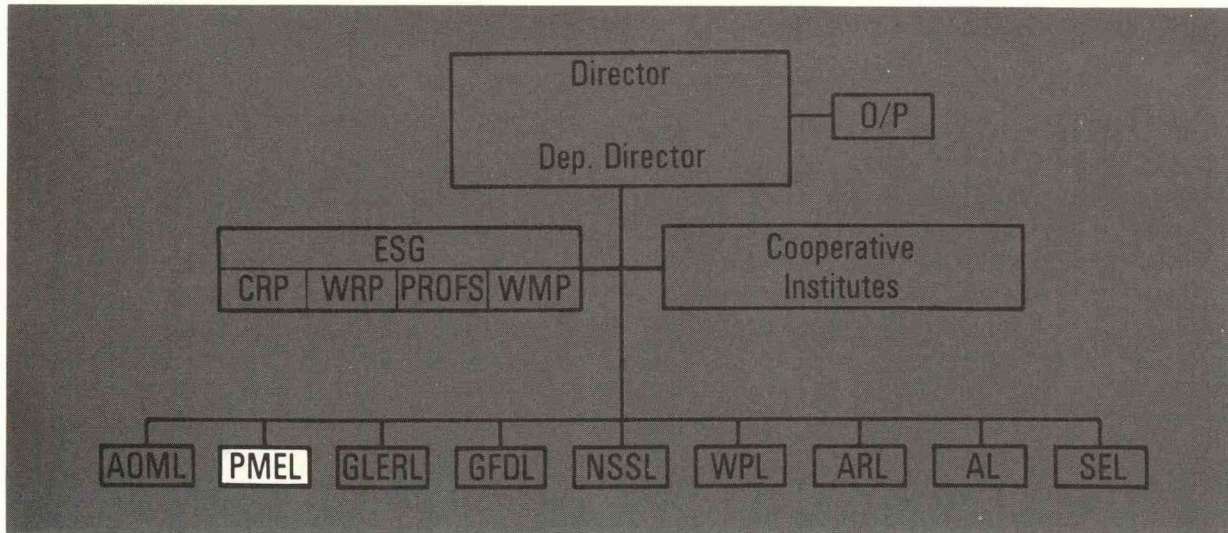 Director
O/P
Dep. Director
ESG
CRP WRP PROFS WMP
Cooperative
Institutes
AOML PMEL GLERL GFDL NSSL WPL ARL AL SEL